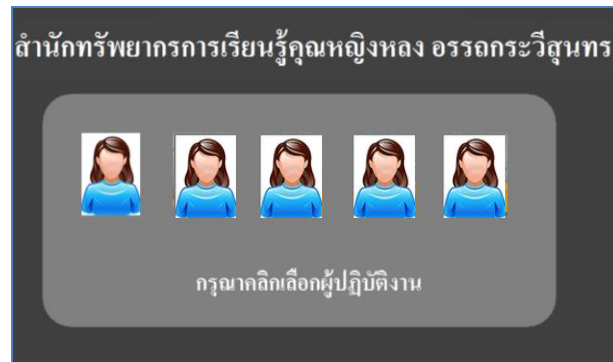 สำนักทรัพยากรการเรียนรู้คุณหญิงหลง อรรถกระวีสุนทร
กรุณาคลิกเลือกผู้ปฏิบัติงาน